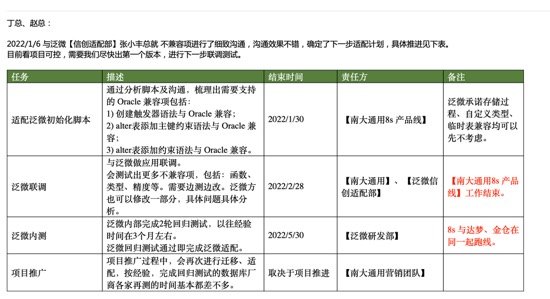 丁总、赵总：
2022/1/6 与泛微【信创适配部】张小丰总就 不兼容项进行了细致沟通，沟通效果不错，确定了下一步适配计划，具体推进见下表。
目前看项目可控，需要我们尽快出第一个版本，进行下一步联调测试。
任务 描述 结束时间 责任方 备注
适配泛微初始化脚本
通过分析脚本及沟通，梳理出需要支持
的 Oracle 兼容项包括：
1) 创建触发器语法与 Oracle 兼容；
2) alter表添加主键约束语法与 Oracle 兼
容；
3) alter表添加约束语法与 Oracle 兼容。
2022/1/30
【南大通用8s 产品线】
泛微承诺存储过
程、自定义类型、
临时表兼容均可以
先不考虑。
泛微联调
与泛微做应用联调。
会测试出更多不兼容项，包括：函数、
类型、精度等。需要边测边改。泛微方
也可以修改一部分，具体问题具体分
析。
2022/2/28
【南大通用】、【泛微信
创适配部】
【南大通用8s 产品
线】工作结束。
泛微内测
泛微内部完成2轮回归测试，以往经验
时间在3个月左右。
泛微回归测试通过即完成泛微适配。
2022/5/30
【泛微研发部】
8s 与达梦、金仓在
同一起跑线。
项目推广
项目推广过程中，会再次进行迁移、适
配，按经验，完成回归测试的数据库厂
商各家再测的时间基本都差不多。
取决于项目推进
【南大通用营销团队】